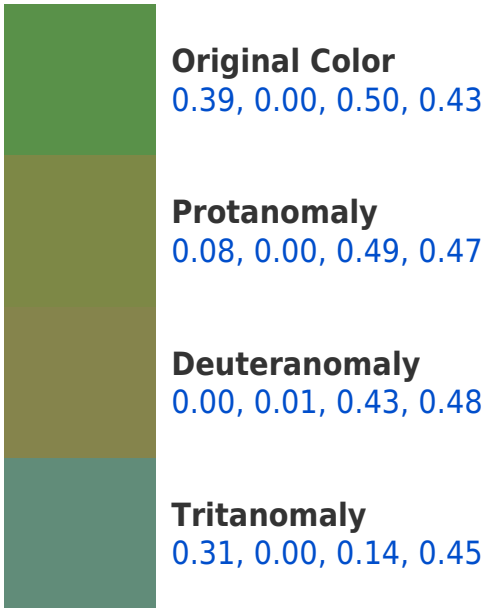 Original Color
0.39, 0.00, 0.50, 0.43
Protanomaly
0.08, 0.00, 0.49, 0.47
Deuteranomaly
0.00, 0.01, 0.43, 0.48
Tritanomaly
0.31, 0.00, 0.14, 0.45